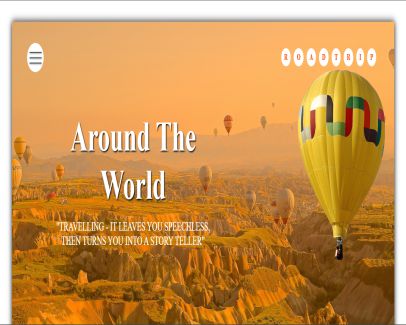 ROADTRIP
Around The
World
"TRAVELLING - IT LEAVES YOU SPEECHLESS,
THEN TURNS YOU INTO A STORY TELLER"